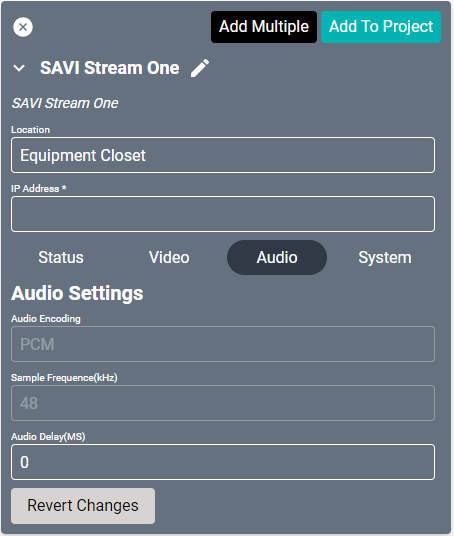 Add Multiple Add To Project
SAVI Stream One
SAVI Stream One
Location
Equipment Closet
IP Address *
Status Video Audio System
Audio Settings
Audio Encoding
PCM
Sample Frequency(kHz)
48
Audio Delay(MS)
0
Revert Changes